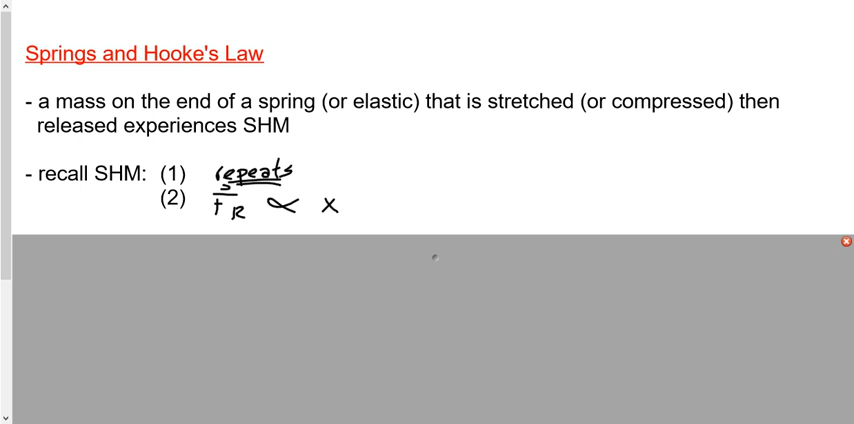 Springs and Hooke's Law
- a mass on the end of a spring (or elastic) that is stretched (or compressed) then
released experiences SHM
- recall SHM: (1) repeats
(2) F R ∝ x